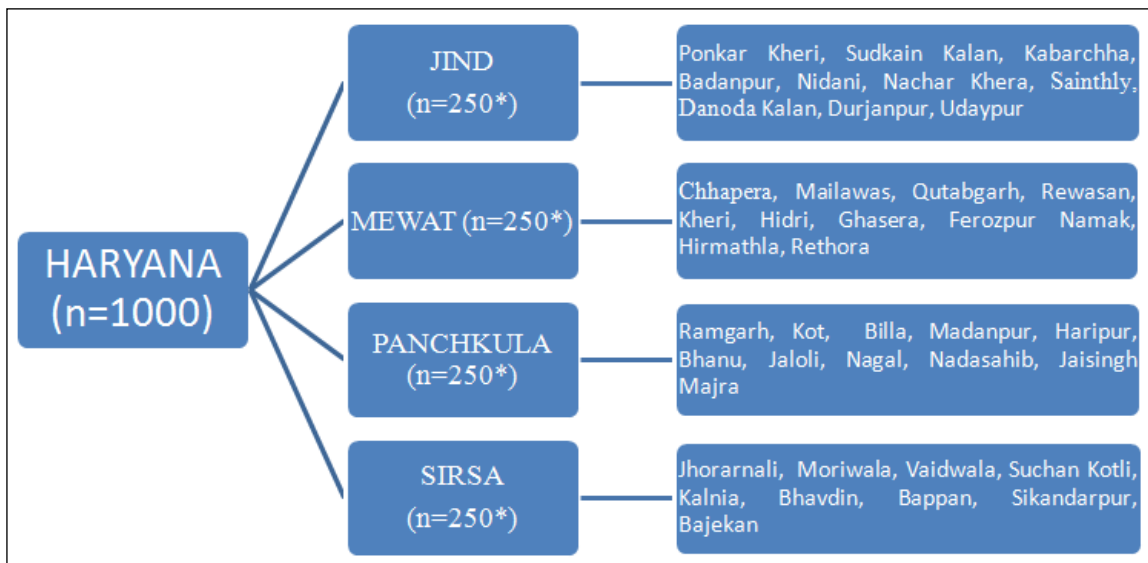 HARYANA
(n=1000)
JIND
(n=250*)
Ponkar Kheri, Sudkain Kalan, Kabarchha,
Badanpur, Nidani, Nachar Khera, Sainthly,
Danoda Kalan, Durjanpur, Udaypur
MEWAT (n=250*)
Chhapera, Mailawas, Qutabgarh, Rewasan,
Kheri, Hidri, Ghasera, Ferozpur Namak,
Hirmathla, Rethora
PANCHKULA
(n=250*)
Ramgarh, Kot, Billa, Madanpur, Haripur,
Bhanu, Jaloli, Nagal, Nadasahib, Jaisingh
Majra
SIRSA
(n=250*)
Jhorarnali, Moriwala, Vaidwala, Suchan Kotli,
Kalnia, Bhavdin, Bappan, Sikandarpur,
Bajekan